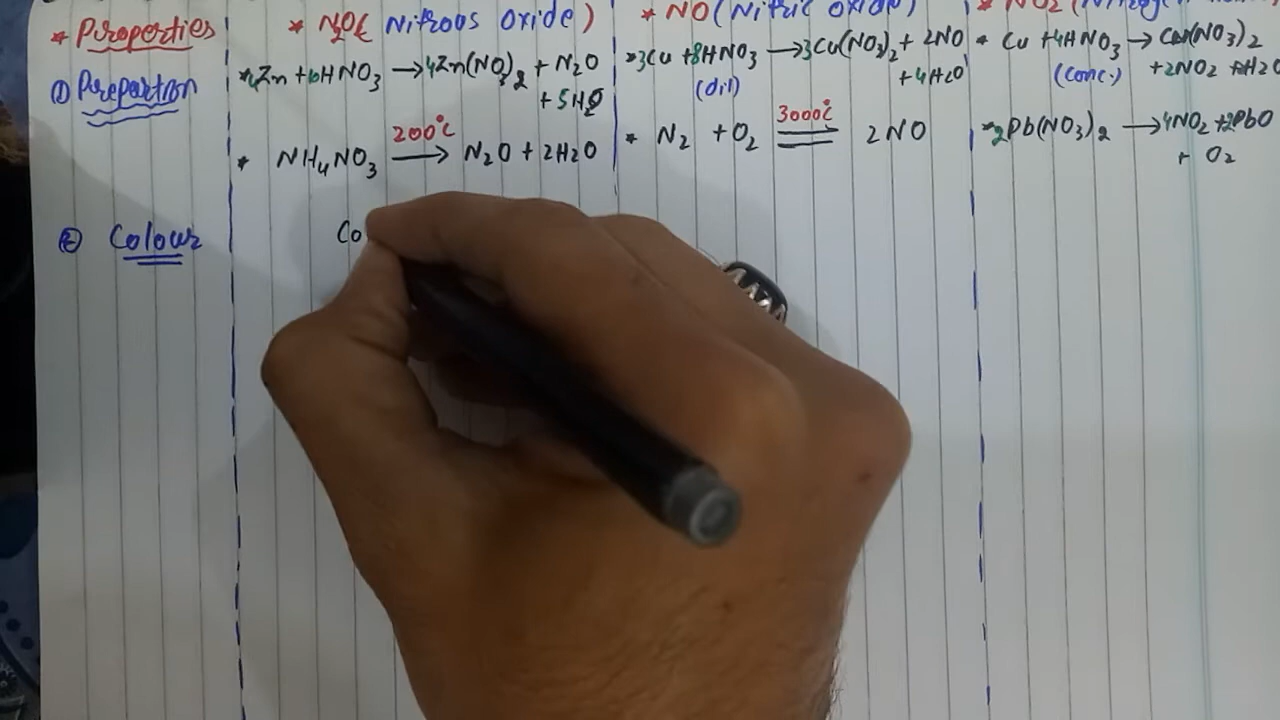 * Properties
* N2O( Nitroos Oxide)
* NO(Nitric Oxide)
* NO2 (
① Prepartion
* 4Zn +10HNO3 → 4Zn(NO3)2 + N2O
+ 5H2O
* NH4NO3 200°C → N2O + 2H2O
* 3Cu + 8HNO3 → 3Cu(NO3)2 + 2NO
(dil) + 4H2O
* N2 + O2 3000°C ⇌ 2NO
* Cu + 4HNO3 → Cu(NO3)2
(conc.) + 2NO2 + 2H2O
* 2Pb(NO3)2 → 4NO2 + 2PbO
+ O2
② Colour
Co